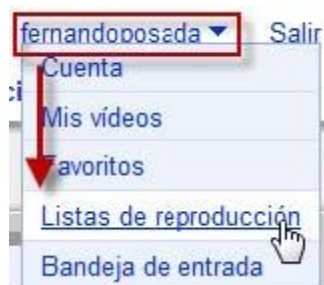 fernandoposada ▼ Salir
Cuenta
Mis vídeos
Favoritos
Listas de reproducción
Bandeja de entrada